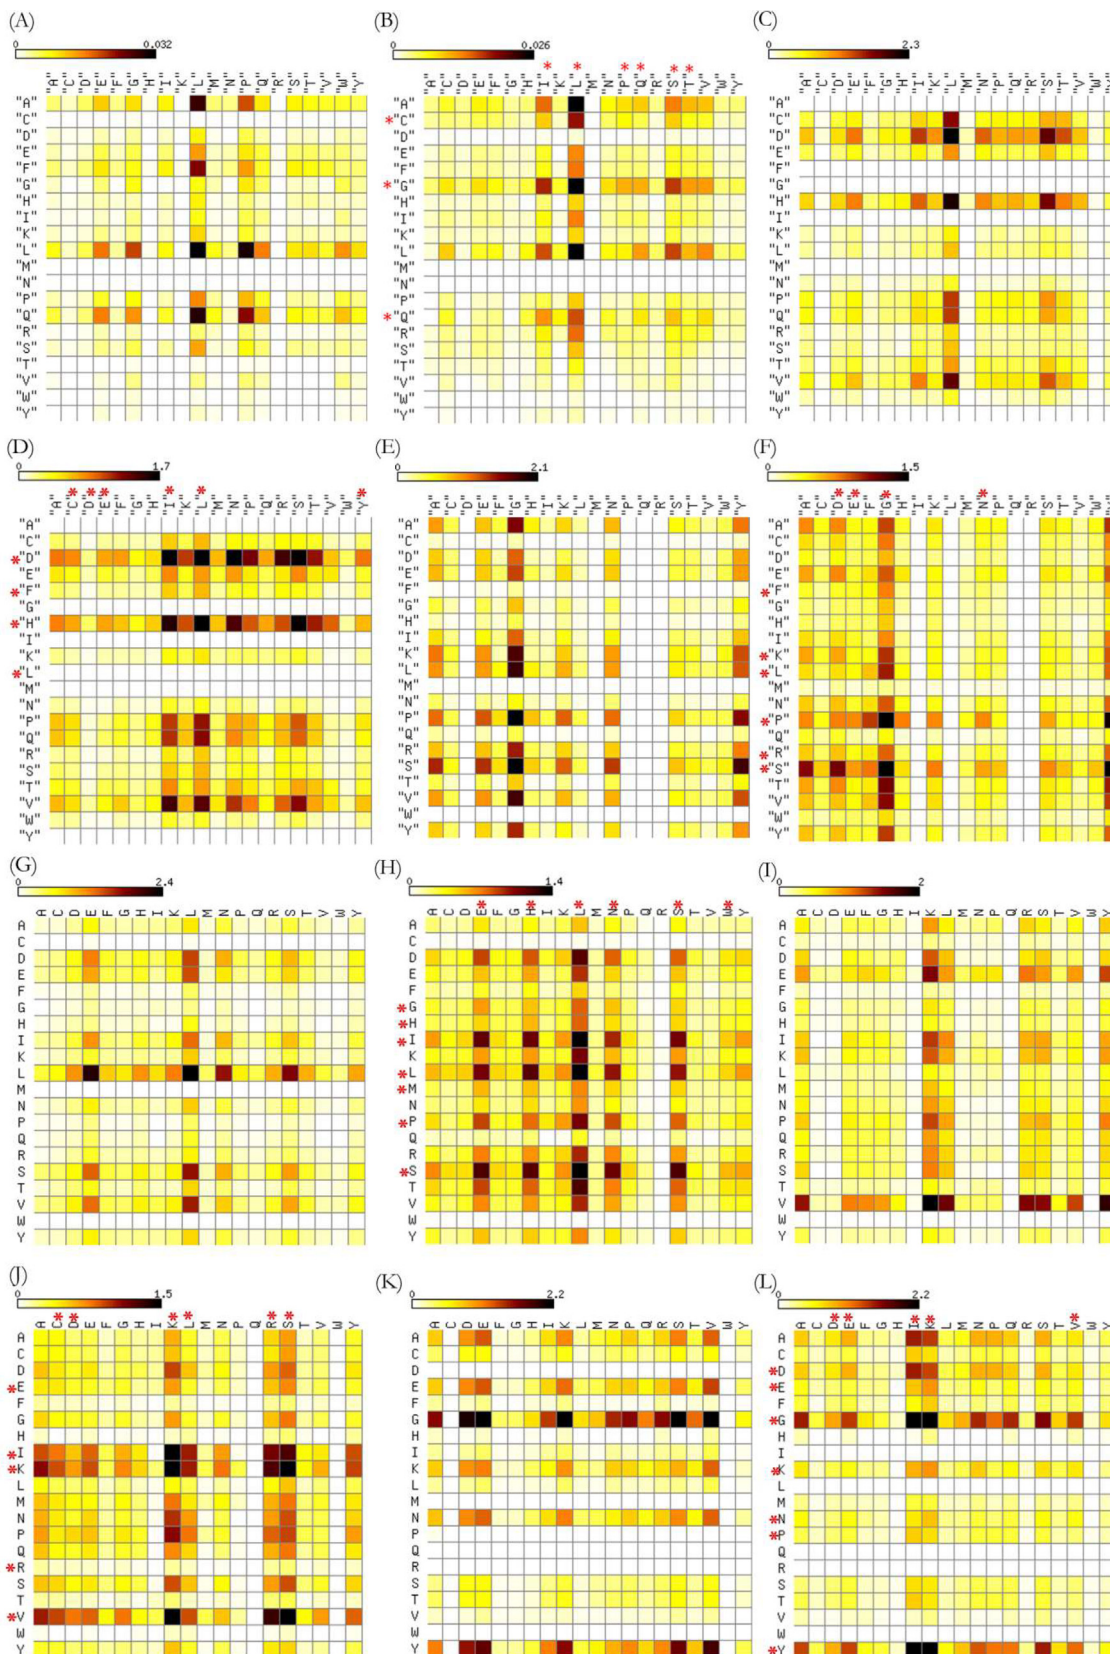 (A) (B) (C)
0 0.032 0 0.026 0 2.3
"A" "C" "D" "E" "F" "G" "H" "I" "K" "L" "M" "N" "P" "Q" "R" "S" "T" "V" "W" "Y"
"A" "C" "D" "E" "F" "G" "H" "I" * "K" "L" * "M" "N" "P" * "Q" * "R" "S" * "T" * "V" "W" "Y"
"A" "C" "D" "E" "F" "G" "H" "I" "K" "L" "M" "N" "P" "Q" "R" "S" "T" "V"
"A" "A" "A"
"C" * "C" "C"
"D" "D" "D"
"E" "E" "E"
"F" "F" "F"
"G" * "G" "G"
"H" "H" "H"
"I" "I" "I"
"K" "K" "K"
"L" "L" "L"
"M" "M" "M"
"N" "N" "N"
"P" "P" "P"
"Q" * "Q" "Q"
"R" "R" "R"
"S" "S" "S"
"T" "T" "T"
"V" "V" "V"
"W" "W" "W"
"Y" "Y" "Y"
(D) (E) (F)
0 1.7 0 2.1 0 1.5
"A" "C" * "D" * "E" * "F" "G" "H" "I" * "K" "L" * "M" "N" "P" "Q" "R" "S" "T" "V" "W" "Y" *
"A" "C" "D" "E" "F" "G" "H" "I" "K" "L" "M" "N" "P" "Q" "R" "S" "T" "V" "W" "Y"
"A" "C" "D" * "E" * "F" "G" * "H" "I" "K" "L" "M" "N" * "P" "Q" "R" "S" "T" "V" "W"
"A" "A" "A"
"C" "C" "C"
* "D" "D" "D"
"E" "E" "E"
* "F" "F" * "F"
"G" "G" "G"
* "H" "H" "H"
"I" "I" "I"
"K" "K" * "K"
* "L" "L" * "L"
"M" "M" "M"
"N" "N" "N"
"P" "P" * "P"
"Q" "Q" "Q"
"R" "R" * "R"
"S" "S" * "S"
"T" "T" "T"
"V" "V" "V"
"W" "W" "W"
"Y" "Y" "Y"
(G) (H) (I)
0 2.4 0 1.4 0 2
A C D E F G H I K L M N P Q R S T V W Y
A C D E * F G H * I K L * M N * P Q R S * T V W * Y
A C D E F G H I K L M N P Q R S T V W Y
A A A
C C C
D D D
E E E
F F F
G * G G
H * H H
I * I I
K K K
L * L L
M * M M
N N N
P * P P
Q Q Q
R R R
S * S S
T T T
V V V
W W W
Y Y Y
(J) (K) (L)
0 1.5 0 2.2 0 2.2
A C * D * E F G H I K * L * M N P Q R * S * T V W Y
A C D E F G H I K L M N P Q R S T V W Y
A C D * E * F G H I * K * L M N P Q R S T V * W Y
A A A
C C C
D D * D
* E E * E
F F F
G G * G
H H H
* I I I
* K K * K
L L L
M M M
N N * N
P P * P
Q Q Q
* R R R
S S S
T T T
* V V V
W W W
Y Y * Y